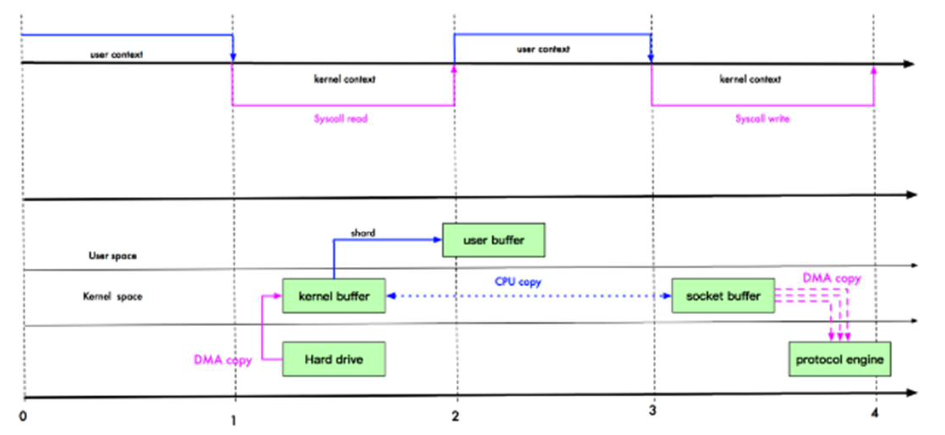 user context
user context
kernel context
kernel context
Syscall read
Syscall write
shard
user buffer
User space
CPU copy
DMA copy
Kernel space
kernel buffer
socket buffer
DMA copy
Hard drive
protocol engine
0
1
2
3
4